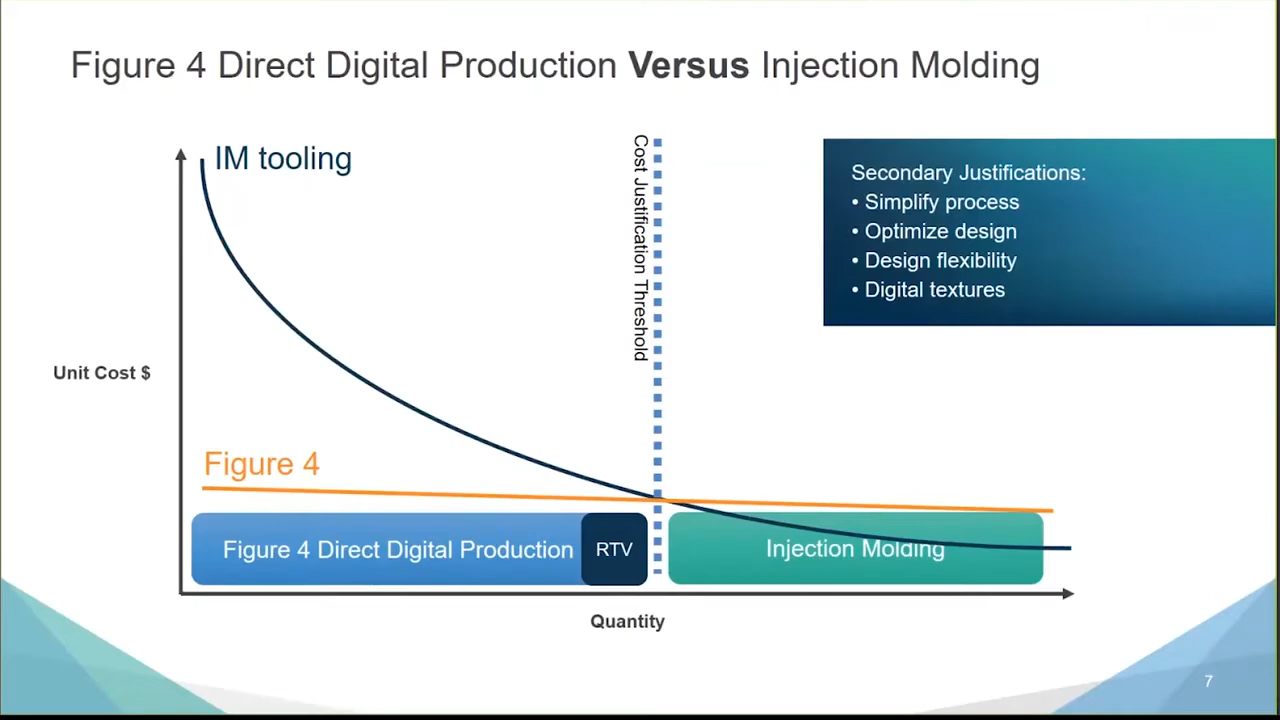 Figure 4 Direct Digital Production Versus Injection Molding
IM tooling
Cost Justification Threshold
Secondary Justifications:
• Simplify process
• Optimize design
• Design flexibility
• Digital textures
Unit Cost $
Figure 4
Figure 4 Direct Digital Production
RTV
Injection Molding
Quantity
7